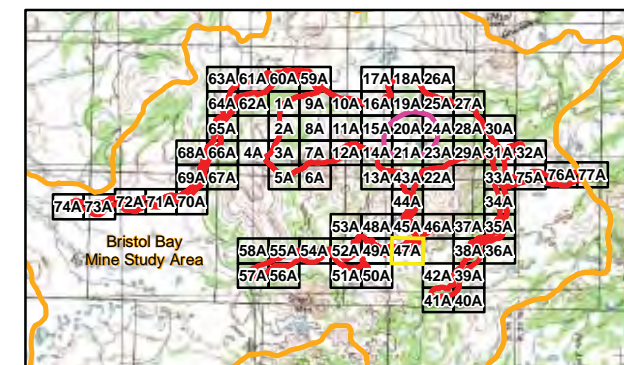 63A 61A 60A 59A 17A 18A 26A
64A 62A 1A 9A 10A 16A 19A 25A 27A
65A 2A 8A 11A 15A 20A 24A 28A 30A
68A 66A 4A 3A 7A 12A 14A 21A 23A 29A 31A 32A
69A 67A 5A 6A 13A 43A 22A 33A 75A 76A 77A
74A 73A 72A 71A 70A 44A 34A
53A 48A 45A 46A 37A 35A
Bristol Bay
Mine Study Area
58A 55A 54A 52A 49A 47A 38A 36A
57A 56A 51A 50A 42A 39A
41A 40A